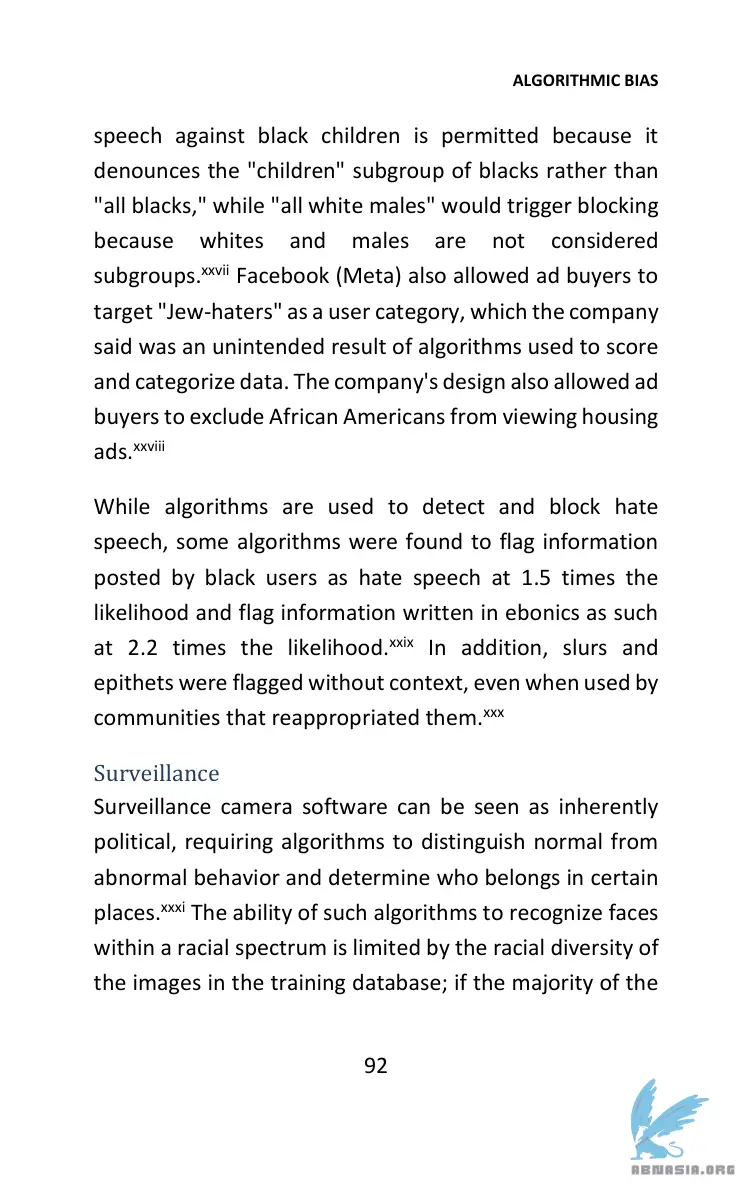 ALGORITHMIC BIAS
speech against black children is permitted because it
denounces the "children" subgroup of blacks rather than
"all blacks," while "all white males" would trigger blocking
because whites and males are not considered
subgroups.xxvii Facebook (Meta) also allowed ad buyers to
target "Jew-haters" as a user category, which the company
said was an unintended result of algorithms used to score
and categorize data. The company's design also allowed ad
buyers to exclude African Americans from viewing housing
ads.xxviii
While algorithms are used to detect and block hate
speech, some algorithms were found to flag information
posted by black users as hate speech at 1.5 times the
likelihood and flag information written in ebonics as such
at 2.2 times the likelihood.xxix In addition, slurs and
epithets were flagged without context, even when used by
communities that reappropriated them.xxx
Surveillance
Surveillance camera software can be seen as inherently
political, requiring algorithms to distinguish normal from
abnormal behavior and determine who belongs in certain
places.xxxi The ability of such algorithms to recognize faces
within a racial spectrum is limited by the racial diversity of
the images in the training database; if the majority of the
92
ABNASIA.ORG